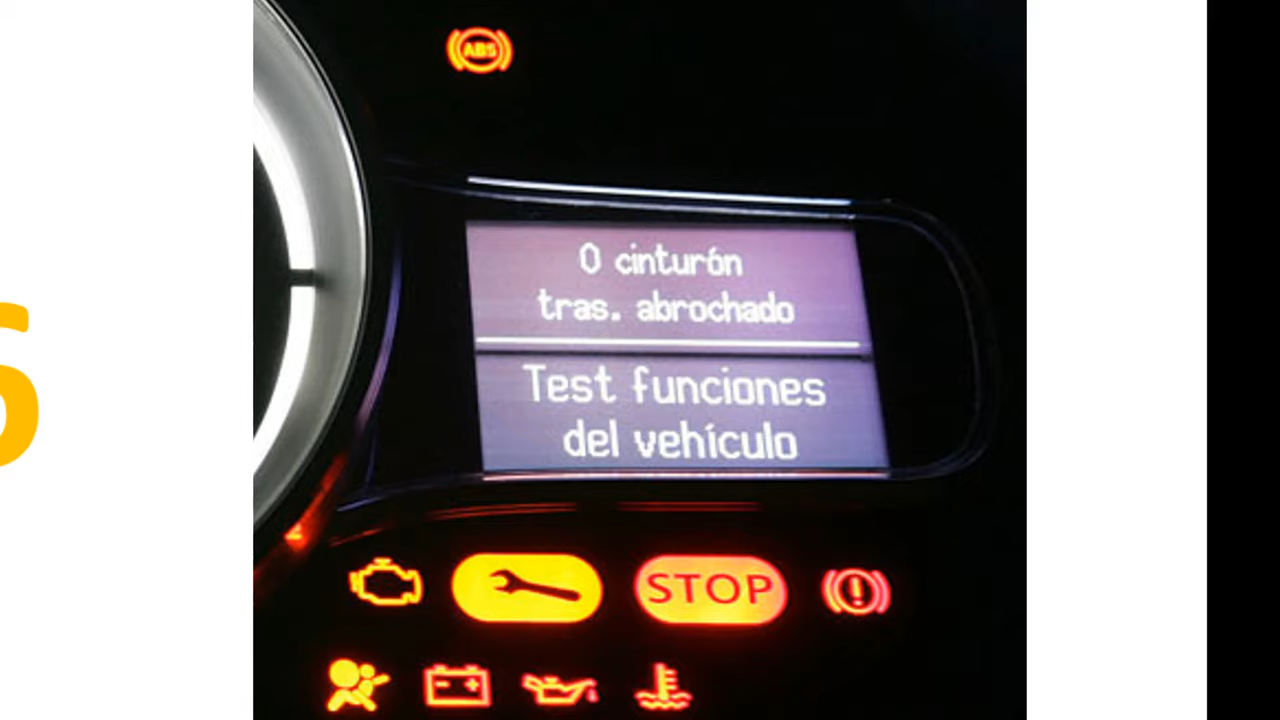 ABS
0 cinturón
tras. abrochado
Test funciones
del vehículo
STOP